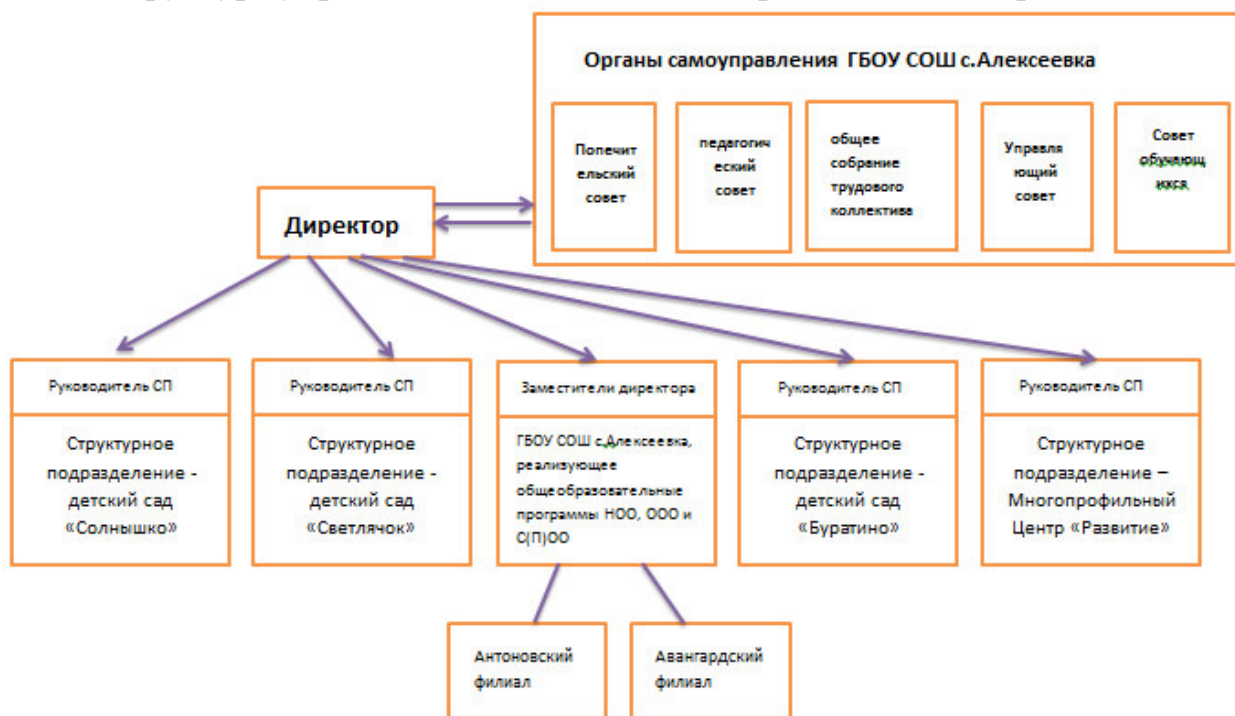 Органы самоуправления ГБОУ СОШ с.Алексеевка
Попечит
ельский
совет
педагогич
еский
совет
общее
собрание
трудового
коллектива
Управля
ющий
совет
Совет
обучающ
ихся
Директор
Руководитель СП
Структурное
подразделение -
детский сад
«Солнышко»
Руководитель СП
Структурное
подразделение -
детский сад
«Светлячок»
Заместители директора
ГБОУ СОШ с.Алексеевка,
реализующее
общеобразовательные
программы НОО, ООО и
С(П)ОО
Руководитель СП
Структурное
подразделение -
детский сад
«Буратино»
Руководитель СП
Структурное
подразделение –
Многопрофильный
Центр «Развитие»
Антоновский
филиал
Авангардский
филиал